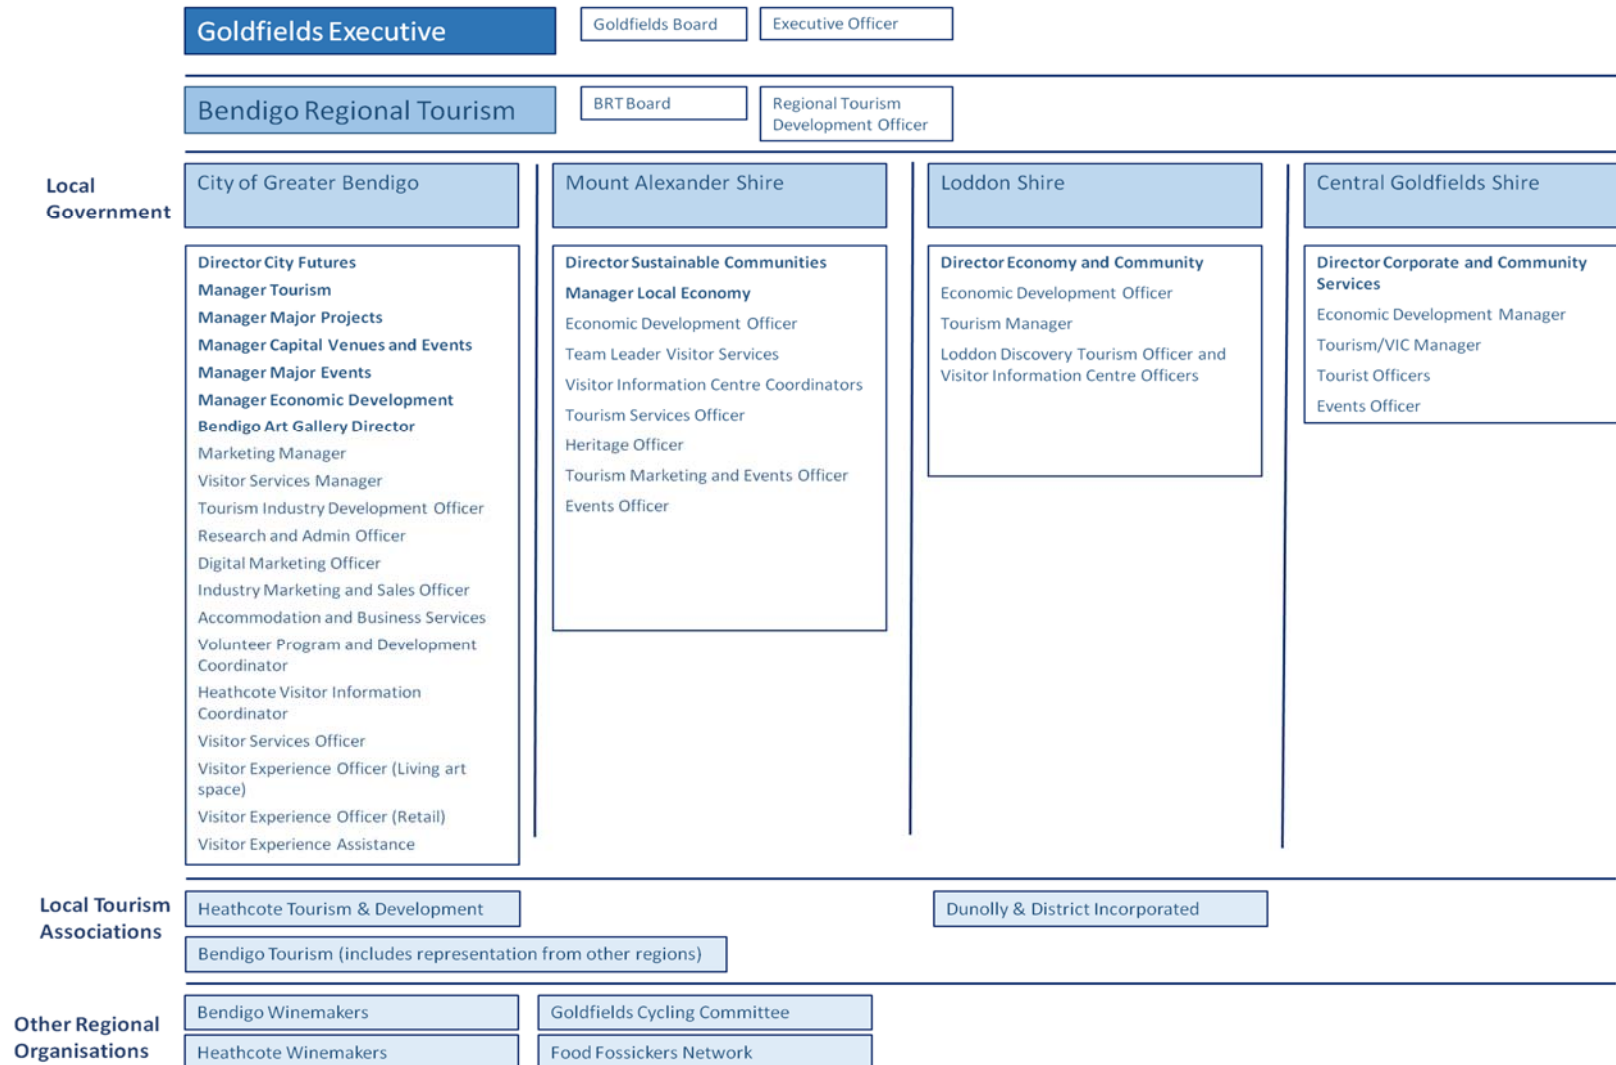 Goldfields Executive
Goldfields Board
Executive Officer
Bendigo Regional Tourism
BRT Board
Regional Tourism
Development Officer
Local
Government
City of Greater Bendigo
Mount Alexander Shire
Loddon Shire
Central Goldfields Shire
Director City Futures
Manager Tourism
Manager Major Projects
Manager Capital Venues and Events
Manager Major Events
Manager Economic Development
Bendigo Art Gallery Director
Marketing Manager
Visitor Services Manager
Tourism Industry Development Officer
Research and Admin Officer
Digital Marketing Officer
Industry Marketing and Sales Officer
Accommodation and Business Services
Volunteer Program and Development
Coordinator
Heathcote Visitor Information
Coordinator
Visitor Services Officer
Visitor Experience Officer (Living art
space)
Visitor Experience Officer (Retail)
Visitor Experience Assistance
Director Sustainable Communities
Manager Local Economy
Economic Development Officer
Team Leader Visitor Services
Visitor Information Centre Coordinators
Tourism Services Officer
Heritage Officer
Tourism Marketing and Events Officer
Events Officer
Director Economy and Community
Economic Development Officer
Tourism Manager
Loddon Discovery Tourism Officer and
Visitor Information Centre Officers
Director Corporate and Community
Services
Economic Development Manager
Tourism/VIC Manager
Tourist Officers
Events Officer
Local Tourism
Associations
Heathcote Tourism & Development
Dunolly & District Incorporated
Bendigo Tourism (includes representation from other regions)
Other Regional
Organisations
Bendigo Winemakers
Goldfields Cycling Committee
Heathcote Winemakers
Food Fossickers Network